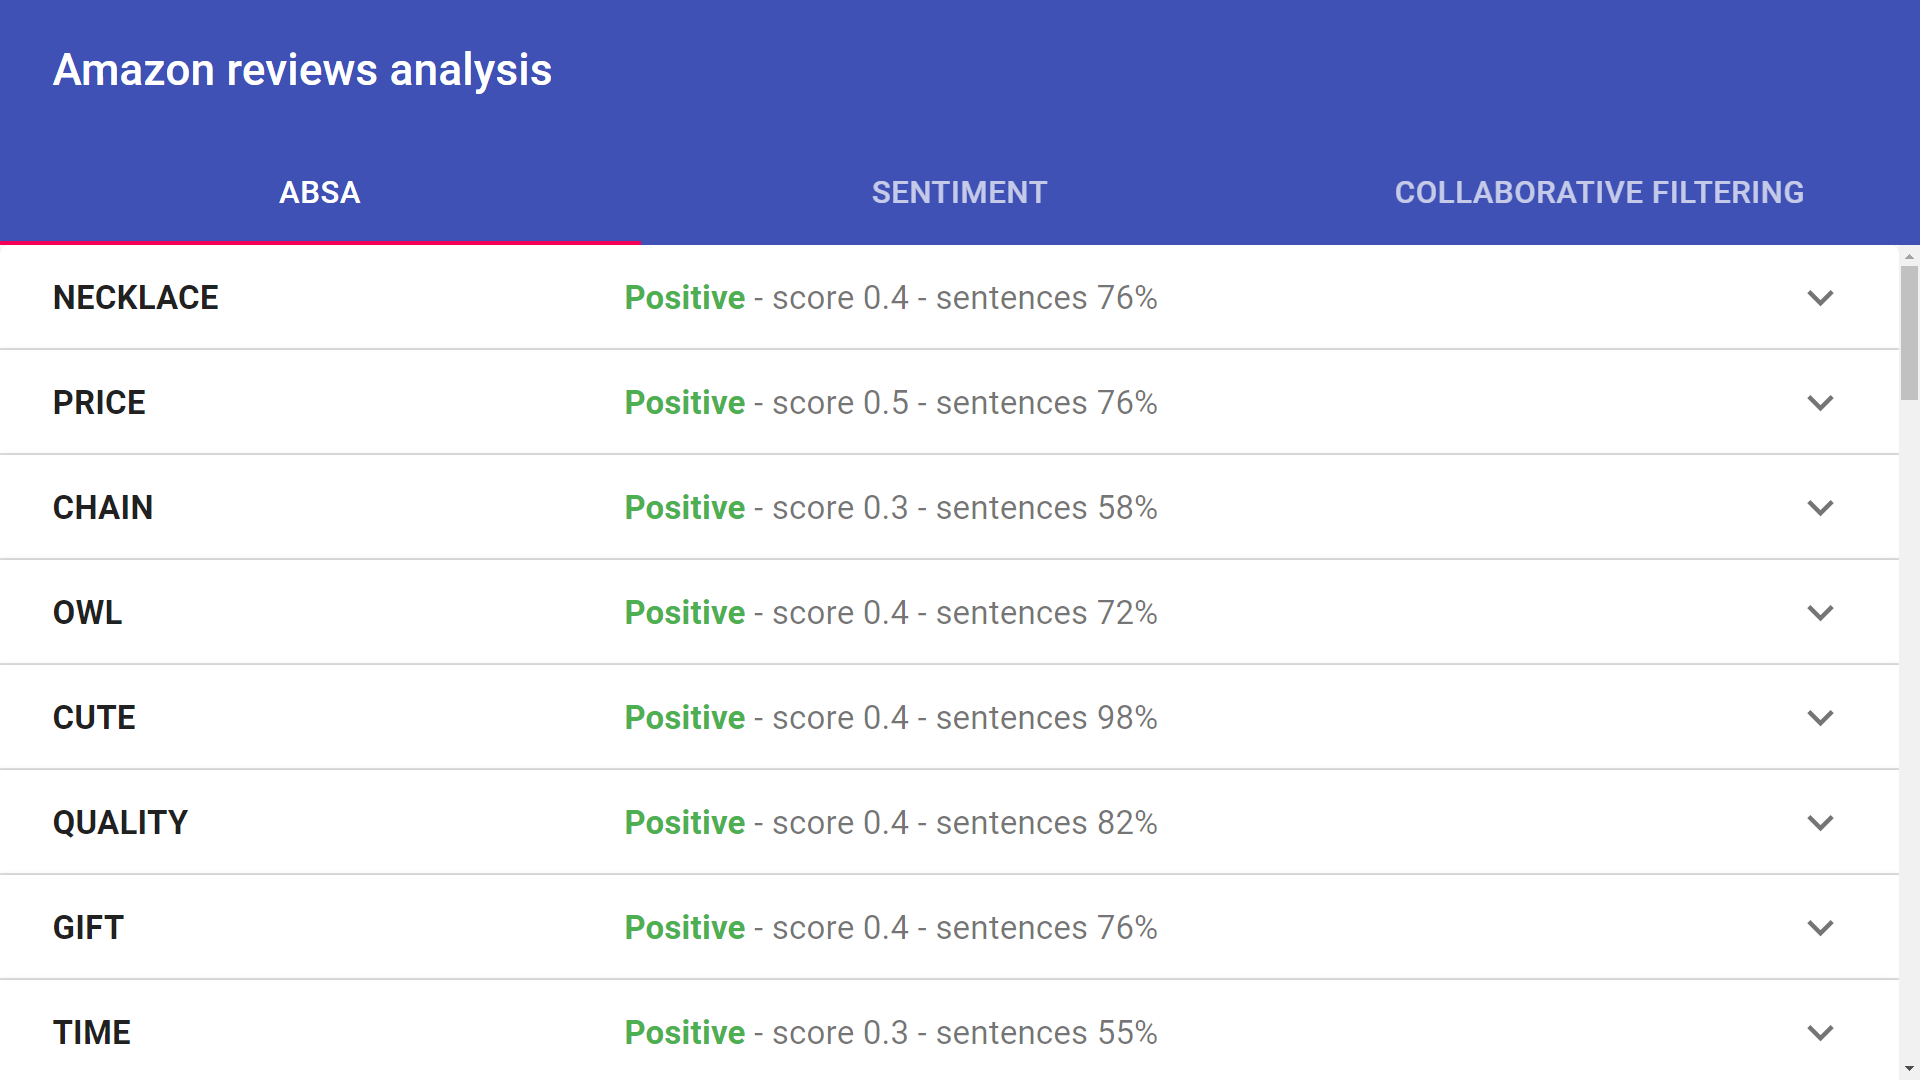 Amazon reviews analysis
ABSA SENTIMENT COLLABORATIVE FILTERING
NECKLACE Positive - score 0.4 - sentences 76%
PRICE Positive - score 0.5 - sentences 76%
CHAIN Positive - score 0.3 - sentences 58%
OWL Positive - score 0.4 - sentences 72%
CUTE Positive - score 0.4 - sentences 98%
QUALITY Positive - score 0.4 - sentences 82%
GIFT Positive - score 0.4 - sentences 76%
TIME Positive - score 0.3 - sentences 55%